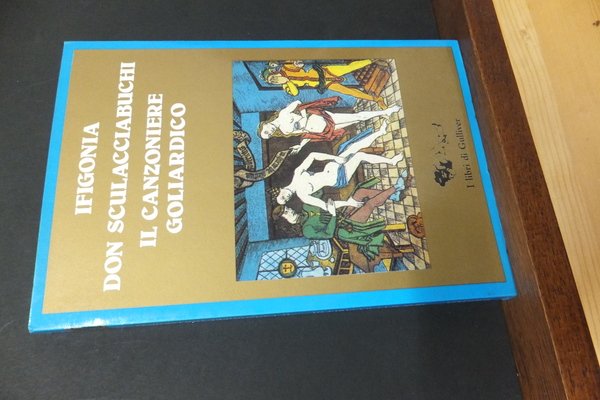 IFIGONIA
DON SCULACCIABUCHI
IL CANZONIERE
GOLIARDICO
I libri di Gulliver